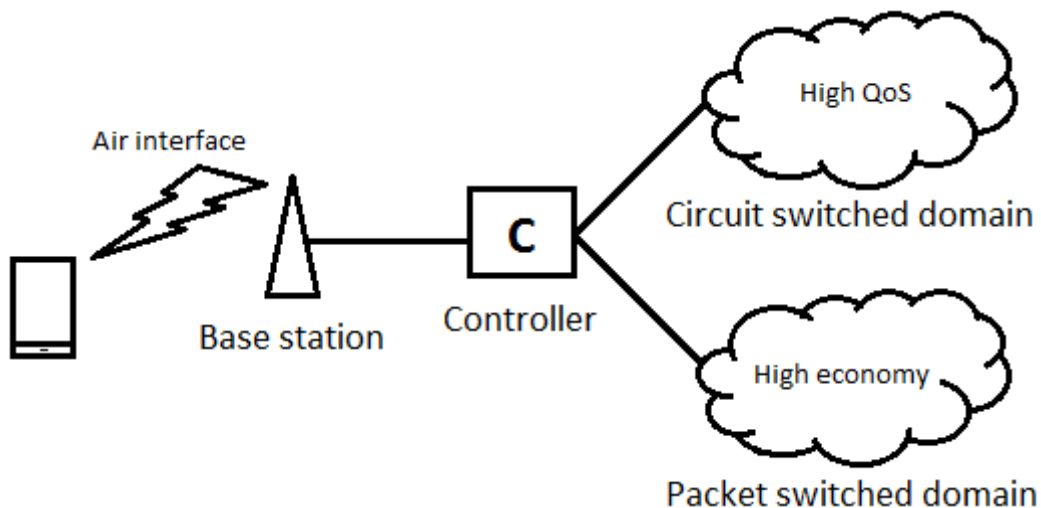 Air interface
Base station
C
Controller
High QoS
Circuit switched domain
High economy
Packet switched domain